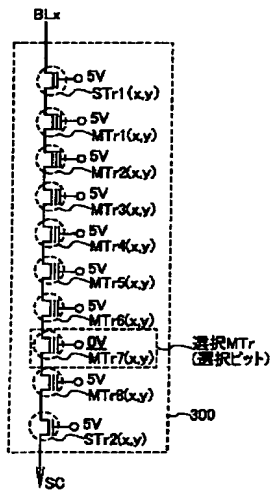 BLx
5V
STr1(x,y)
5V
MTr1(x,y)
5V
MTr2(x,y)
5V
MTr3(x,y)
5V
MTr4(x,y)
5V
MTr5(x,y)
5V
MTr6(x,y)
0V
MTr7(x,y)
選択MTr
(選択ビット)
5V
MTr8(x,y)
300
5V
STr2(x,y)
SC